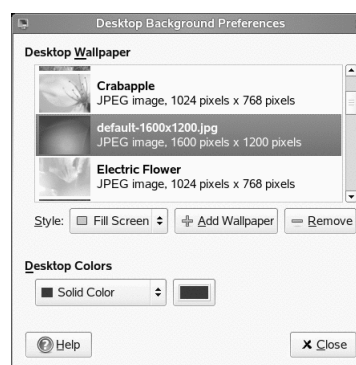 Desktop Background Preferences
Desktop Wallpaper
Crabapple
JPEG image, 1024 pixels x 768 pixels
default-1600x1200.jpg
JPEG image, 1600 pixels x 1200 pixels
Electric Flower
JPEG image, 1024 pixels x 768 pixels
Style: Fill Screen Add Wallpaper Remove
Desktop Colors
Solid Color
Help Close